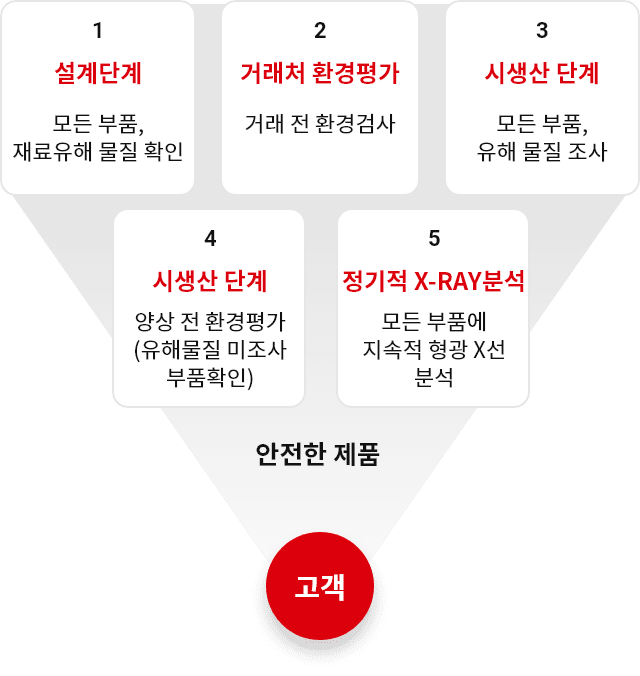 1
설계단계
모든 부품,
재료유해 물질 확인
2
거래처 환경평가
거래 전 환경검사
3
시생산 단계
모든 부품,
유해 물질 조사
4
시생산 단계
양상 전 환경평가
(유해물질 미조사
부품확인)
5
정기적 X-RAY분석
모든 부품에
지속적 형광 X선
분석
안전한 제품
고객